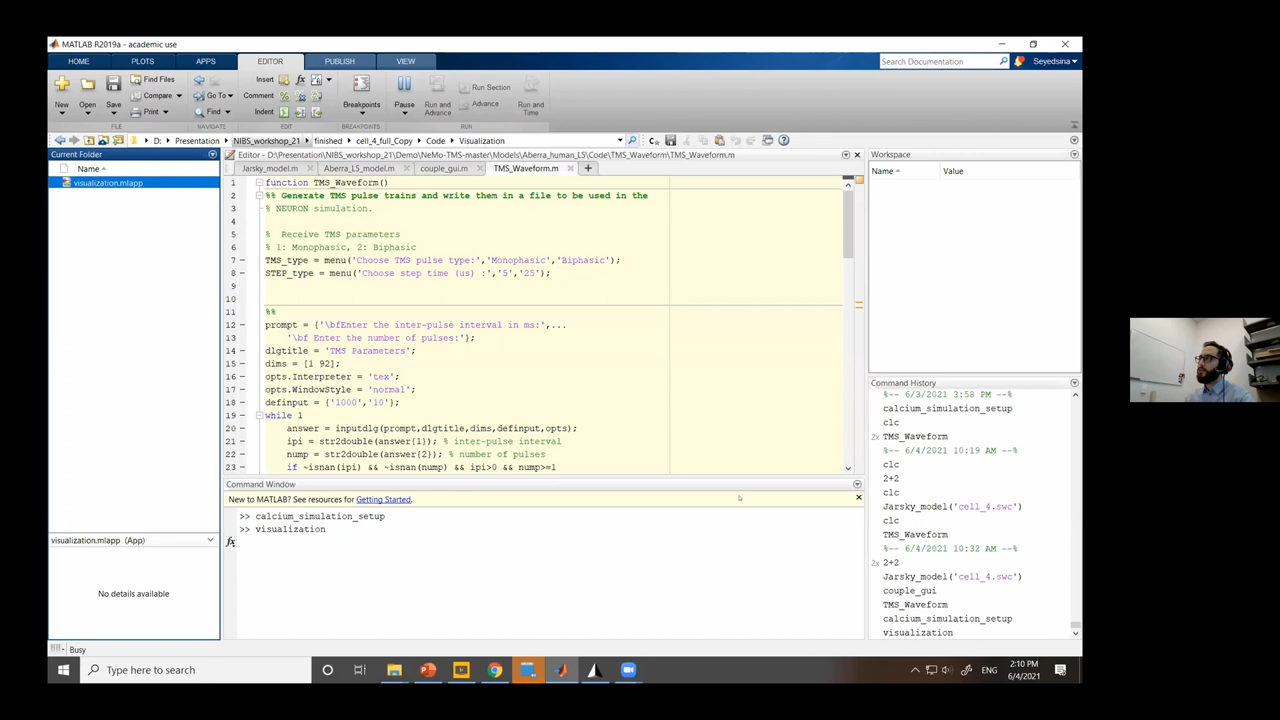 MATLAB R2019a - academic use
HOME PLOTS APPS EDITOR PUBLISH VIEW
Search Documentation
Seyedsina
New Open Save
Find Files
Compare
Print
FILE
Go To
Find
NAVIGATE
Insert
Comment
Indent
EDIT
Breakpoints
BREAKPOINTS
Pause
Run and Advance
Run Section
Advance
Run and Time
RUN
D: Presentation NIBS_workshop_21 finished cell_4_full_Copy Code Visualization
Current Folder
Name
visualization.mlapp
visualization.mlapp (App)
No details available
Editor - D:\Presentation\NIBS_workshop_21\Demo\NeMo-TMS-master\Models\Aberra_human_L5\Code\TMS_Waveform\TMS_Waveform.m
Jarsky_model.m Aberra_L5_model.m couple_gui.m TMS_Waveform.m
1 function TMS_Waveform()
2 %% Generate TMS pulse trains and write them in a file to be used in the
3 % NEURON simulation.
4
5 % Receive TMS parameters
6 % 1: Monophasic, 2: Biphasic
7 TMS_type = menu('Choose TMS pulse type:','Monophasic','Biphasic');
8 STEP_type = menu('Choose step time (us) :','5','25');
9
10
11 %%
12 prompt = {'\bfEnter the inter-pulse interval in ms:',...
13 '\bf Enter the number of pulses:'};
14 dlgtitle = 'TMS Parameters';
15 dims = [1 92];
16 opts.Interpreter = 'tex';
17 opts.WindowStyle = 'normal';
18 definput = {'1000','10'};
19 while 1
20 answer = inputdlg(prompt,dlgtitle,dims,definput,opts);
21 ipi = str2double(answer{1}); % inter-pulse interval
22 nump = str2double(answer{2}); % number of pulses
23 if ~isnan(ipi) && ~isnan(nump) && ipi>0 && nump>=1
Command Window
New to MATLAB? See resources for Getting Started.
>> calcium_simulation_setup
>> visualization
fx
Workspace
Name Value
Command History
%-- 6/3/2021 3:58 PM --%
calcium_simulation_setup
clc
2x TMS_Waveform
%-- 6/4/2021 10:19 AM --%
clc
2+2
clc
Jarsky_model('cell_4.swc')
clc
TMS_Waveform
%-- 6/4/2021 10:32 AM --%
2x 2+2
Jarsky_model('cell_4.swc')
couple_gui
TMS_Waveform
calcium_simulation_setup
visualization
Busy
Type here to search
ENG
2:10 PM
6/4/2021